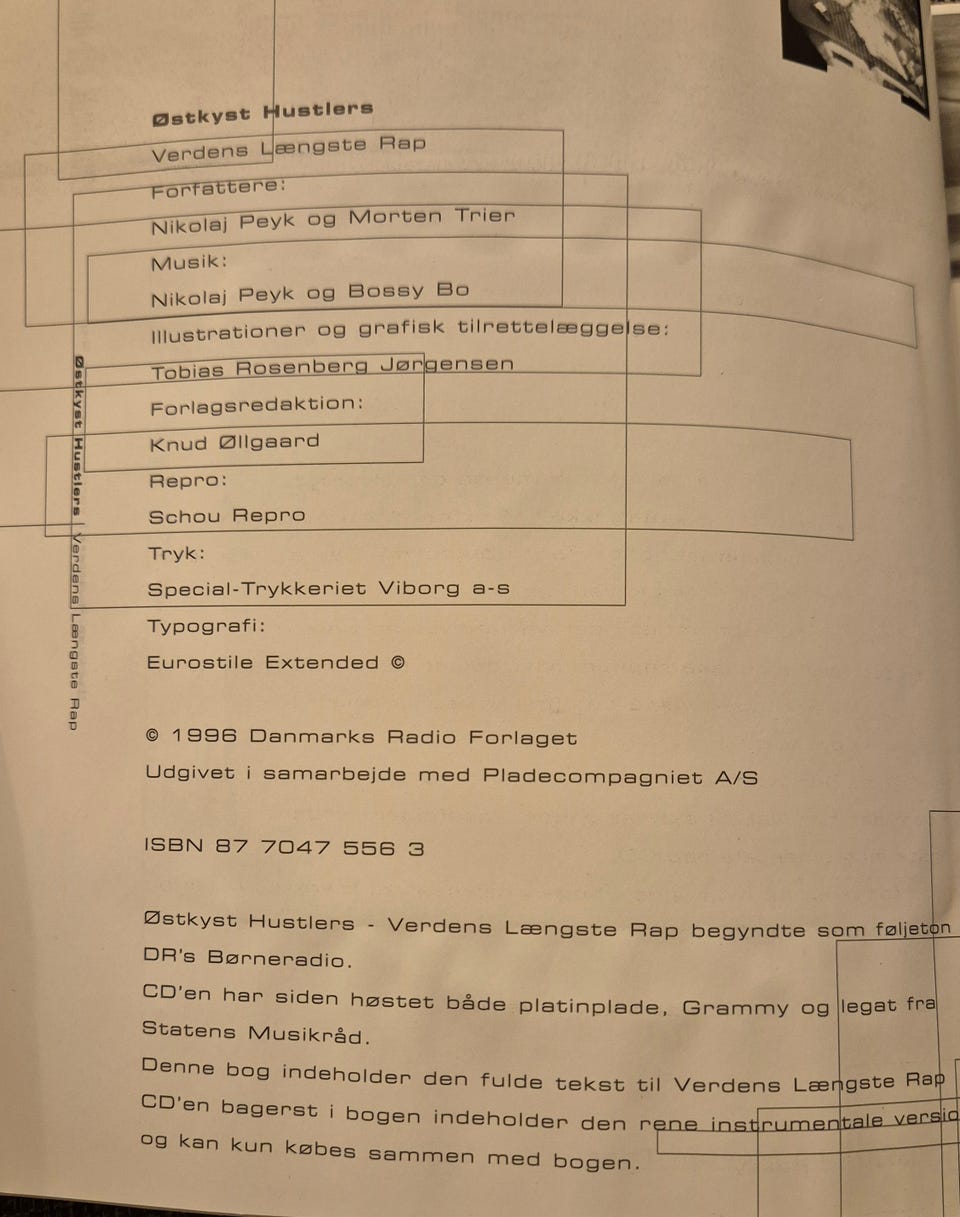 Østkyst Hustlers
Verdens Længste Rap
Forfattere:
Nikolaj Peyk og Morten Trier
Musik:
Nikolaj Peyk og Bossy Bo
Illustrationer og grafisk tilrettelæggelse:
Tobias Rosenberg Jørgensen
Forlagsredaktion:
Knud Øllgaard
Repro:
Schou Repro
Tryk:
Special-Trykkeriet Viborg a-s
Typografi:
Eurostile Extended ©
© 1996 Danmarks Radio Forlaget
Udgivet i samarbejde med Pladecompagniet A/S
ISBN 87 7047 556 3
Østkyst Hustlers - Verdens Længste Rap begyndte som føljeton
DR's Børneradio.
CD'en har siden høstet både platinplade, Grammy og legat fra
Statens Musikråd.
Denne bog indeholder den fulde tekst til Verdens Længste Rap
CD'en bagerst i bogen indeholder den rene instrumentale
og kan kun købes sammen med bogen.
Østkyst Hustlers | Verdens Længste Rap